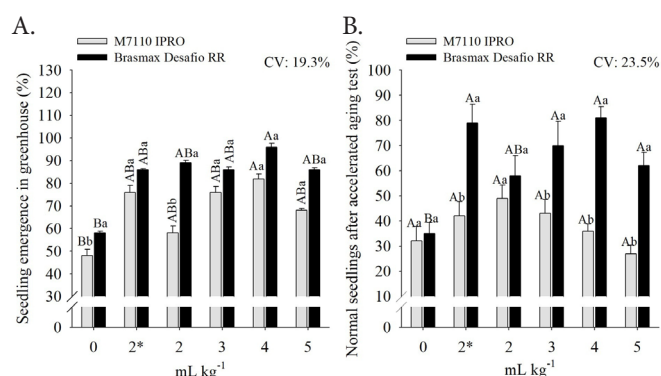 A.
M7110 IPRO
Brasmax Desafio RR
CV: 19.3%
Seedling emergence in greenhouse (%)
130
120
110
100
90
80
70
60
50
40
30
0
Bb
Ba
ABa
ABa
ABb
ABa
ABa
ABa
Aa
Aa
ABa
ABa
0
2*
2
3
4
5
mL kg⁻¹
B.
M7110 IPRO
Brasmax Desafio RR
CV: 23.5%
Normal seedlings after accelerated aging test (%)
100
90
80
70
60
50
40
30
20
10
0
Aa
Ba
Ab
Aa
Aa
ABa
Ab
Aa
Ab
Aa
Ab
Aa
0
2*
2
3
4
5
mL kg⁻¹